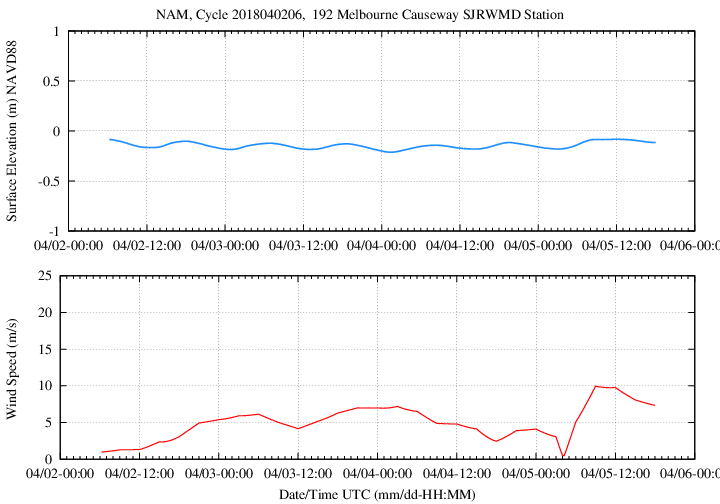 NAM, Cycle 2018040206,  192 Melbourne Causeway SJRWMD Station
Surface Elevation (m) NAVD88
1
0.5
0
-0.5
-1
04/02-00:00 04/02-12:00 04/03-00:00 04/03-12:00 04/04-00:00 04/04-12:00 04/05-00:00 04/05-12:00 04/06-00:00
Wind Speed (m/s)
25
20
15
10
5
0
04/02-00:00 04/02-12:00 04/03-00:00 04/03-12:00 04/04-00:00 04/04-12:00 04/05-00:00 04/05-12:00 04/06-00:00
Date/Time UTC (mm/dd-HH:MM)